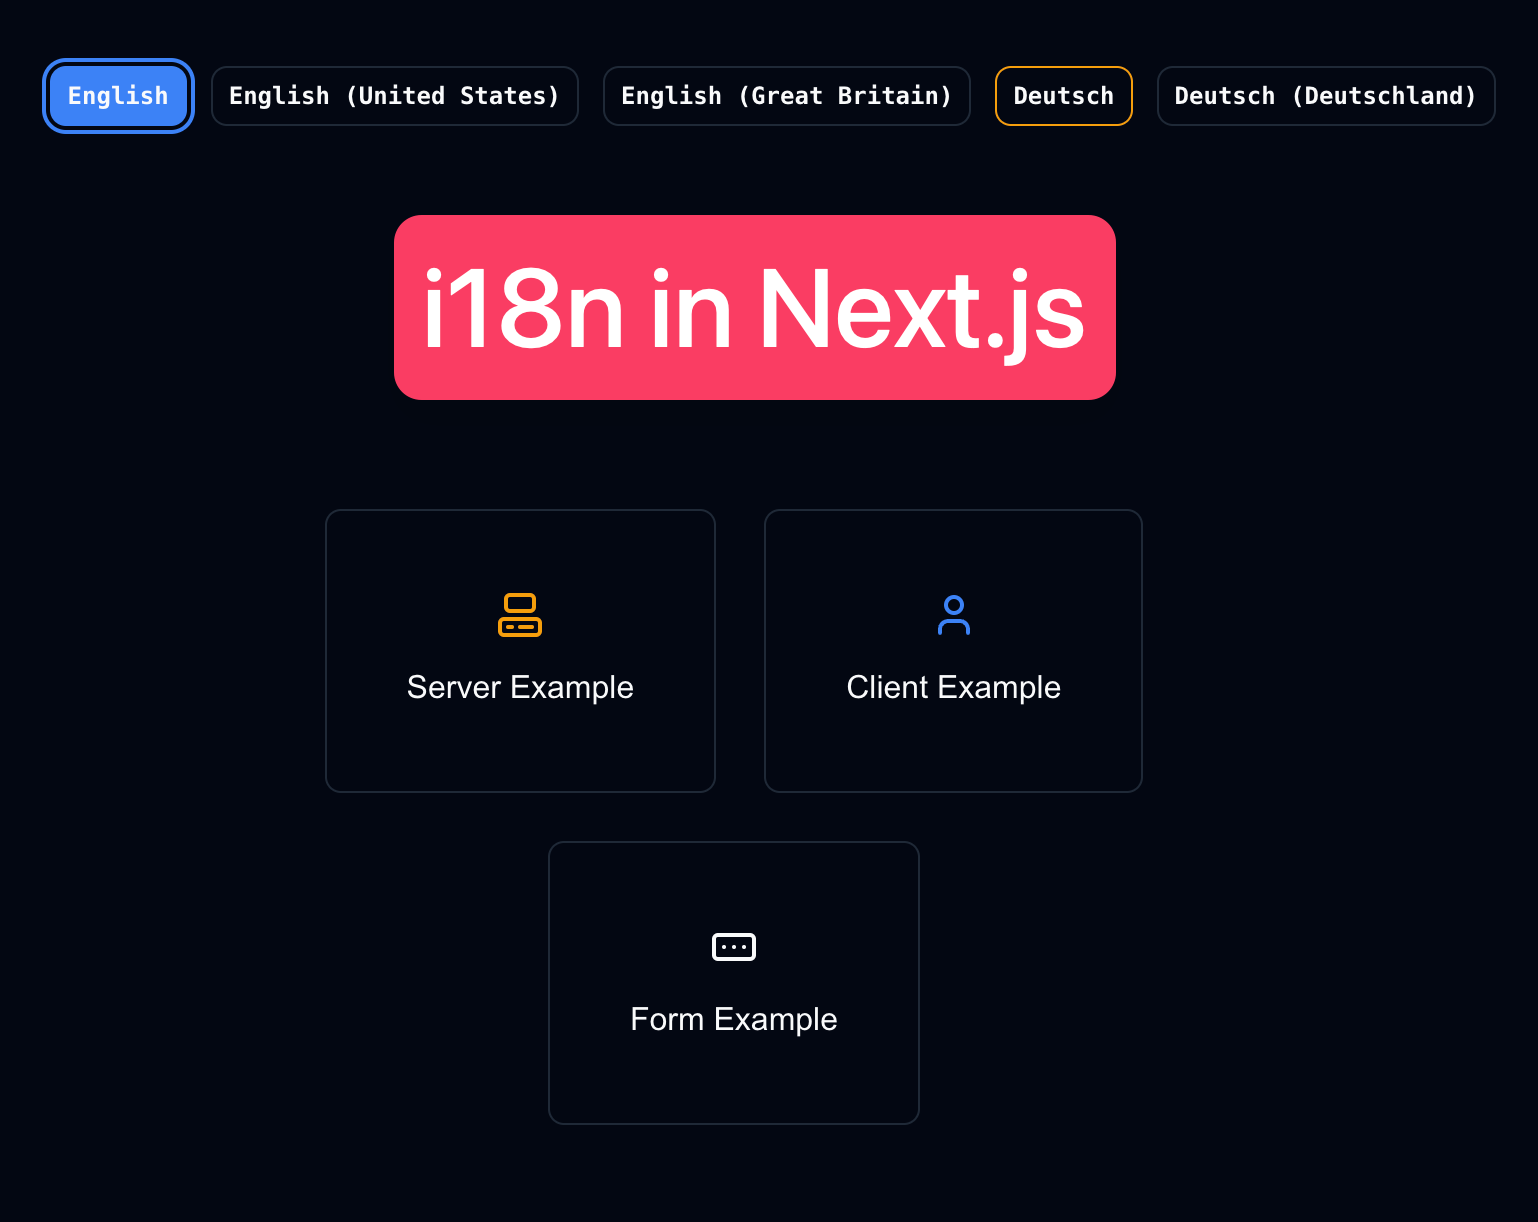 English
English (United States)
English (Great Britain)
Deutsch
Deutsch (Deutschland)
i18n in Next.js
Server Example
Client Example
Form Example